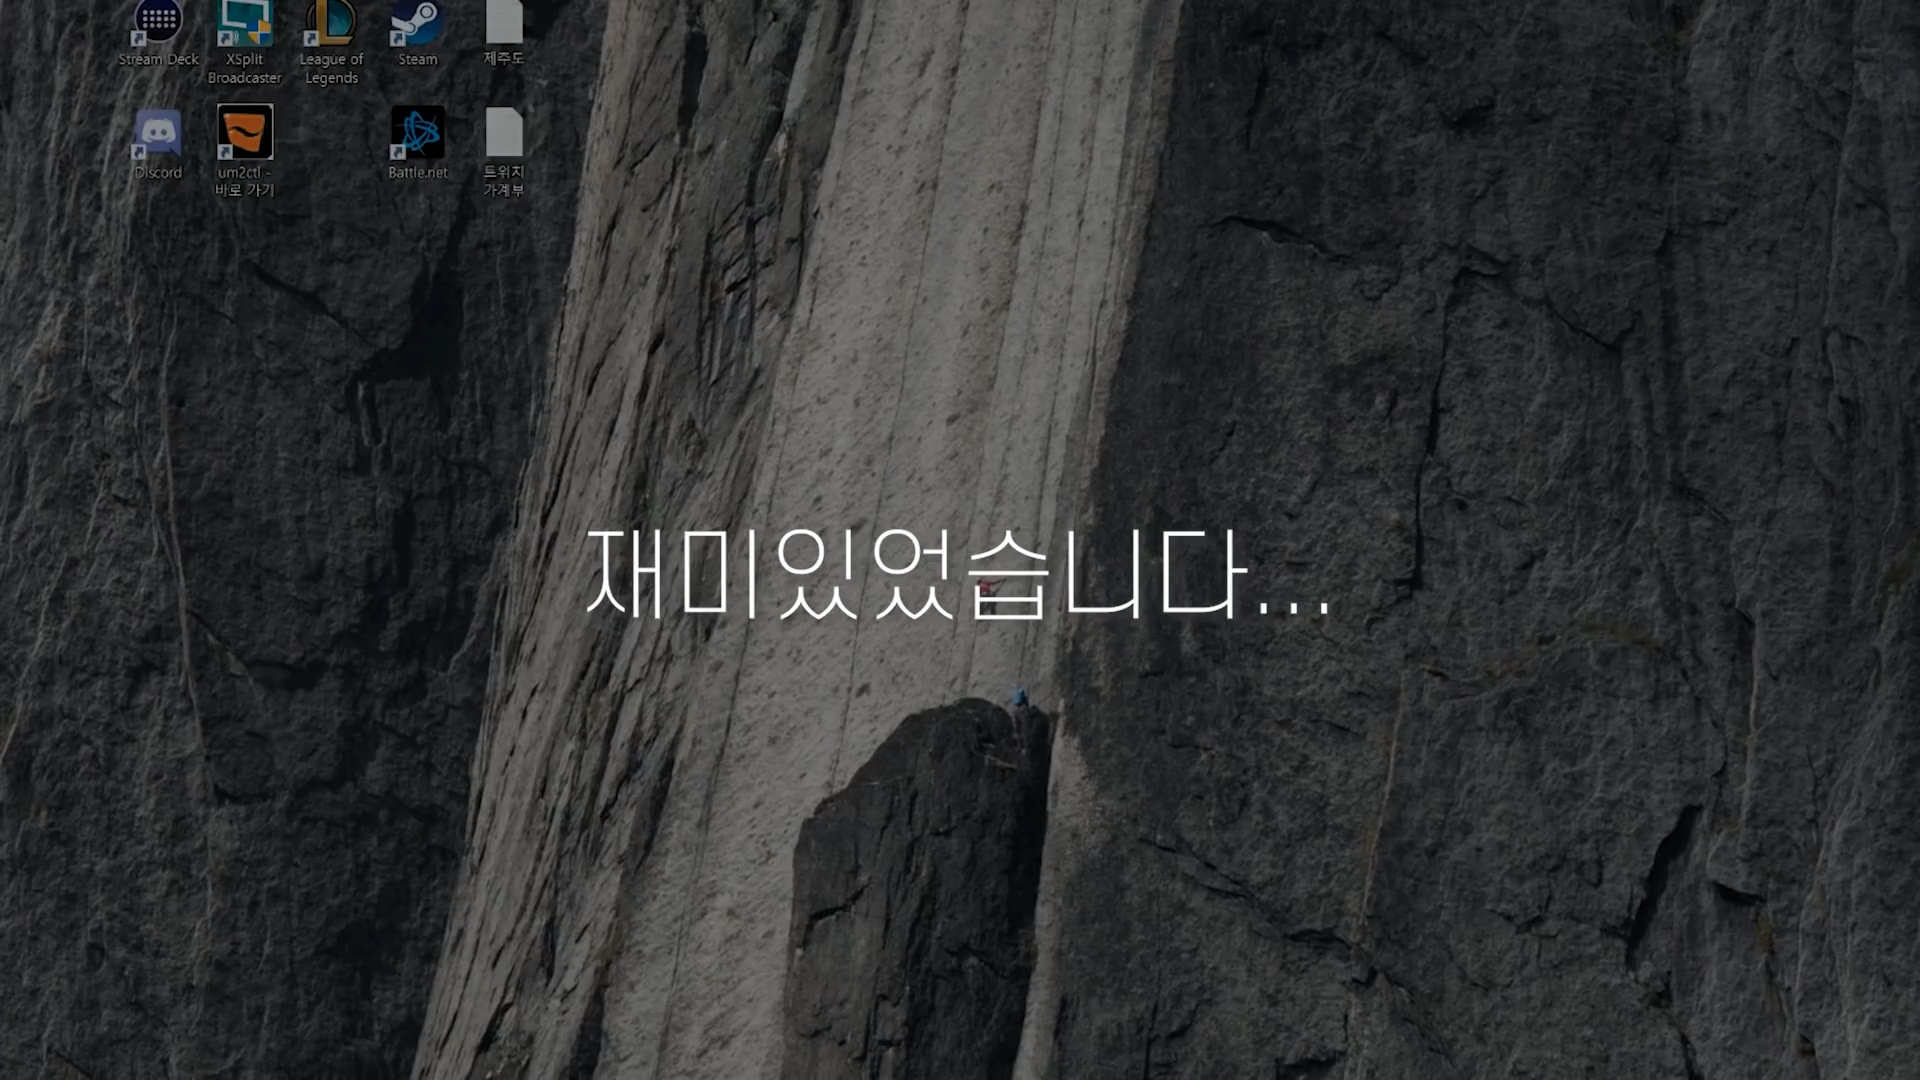 Stream Deck
XSplit
Broadcaster
League of
Legends
Steam
제주도
Discord
um2ctl -
바로 가기
Battle.net
트위치
가계부
재미있었습니다...